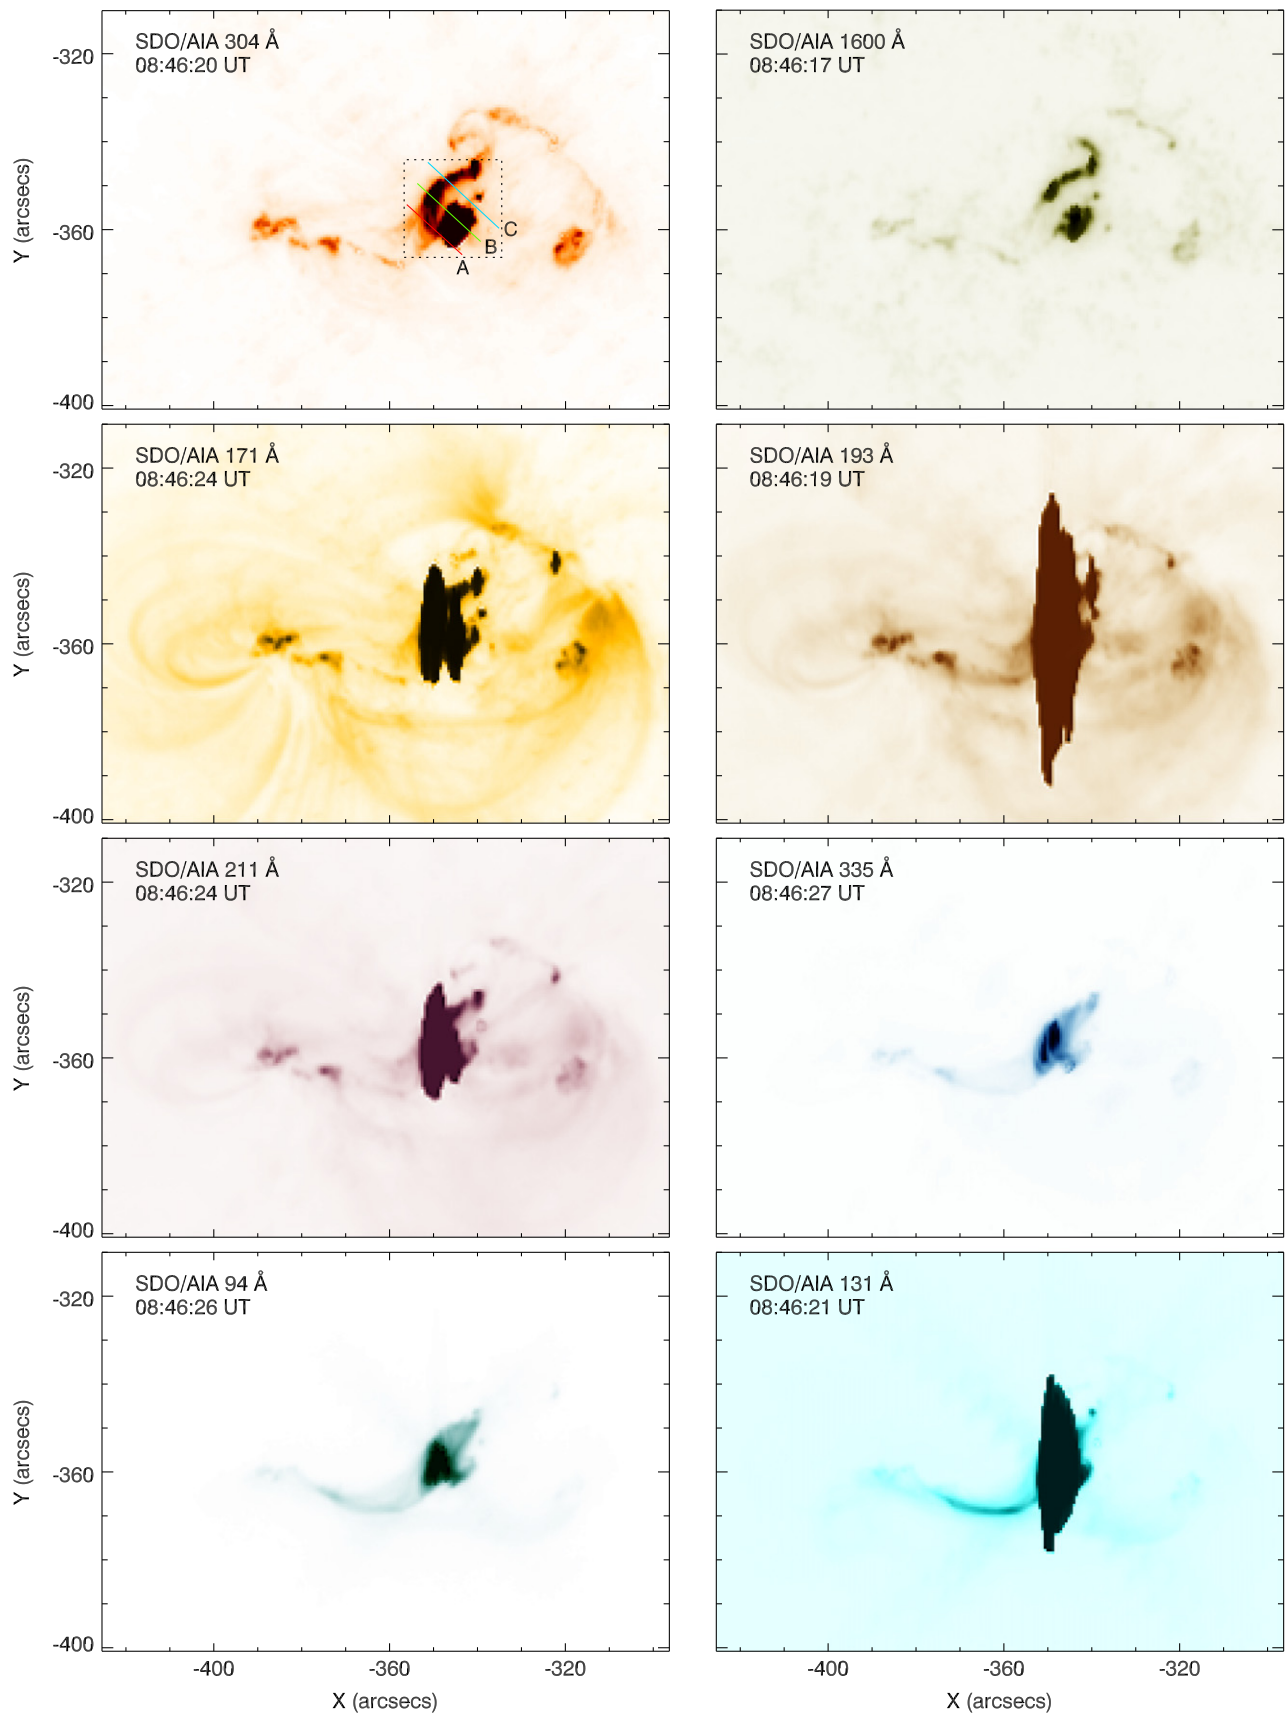 SDO/AIA 304 Å
08:46:20 UT
-320
-360
-400
Y (arcsecs)
A
B
C
SDO/AIA 1600 Å
08:46:17 UT
SDO/AIA 171 Å
08:46:24 UT
-320
-360
-400
Y (arcsecs)
SDO/AIA 193 Å
08:46:19 UT
SDO/AIA 211 Å
08:46:24 UT
-320
-360
-400
Y (arcsecs)
SDO/AIA 335 Å
08:46:27 UT
SDO/AIA 94 Å
08:46:26 UT
-320
-360
-400
Y (arcsecs)
-400
-360
-320
X (arcsecs)
SDO/AIA 131 Å
08:46:21 UT
-400
-360
-320
X (arcsecs)